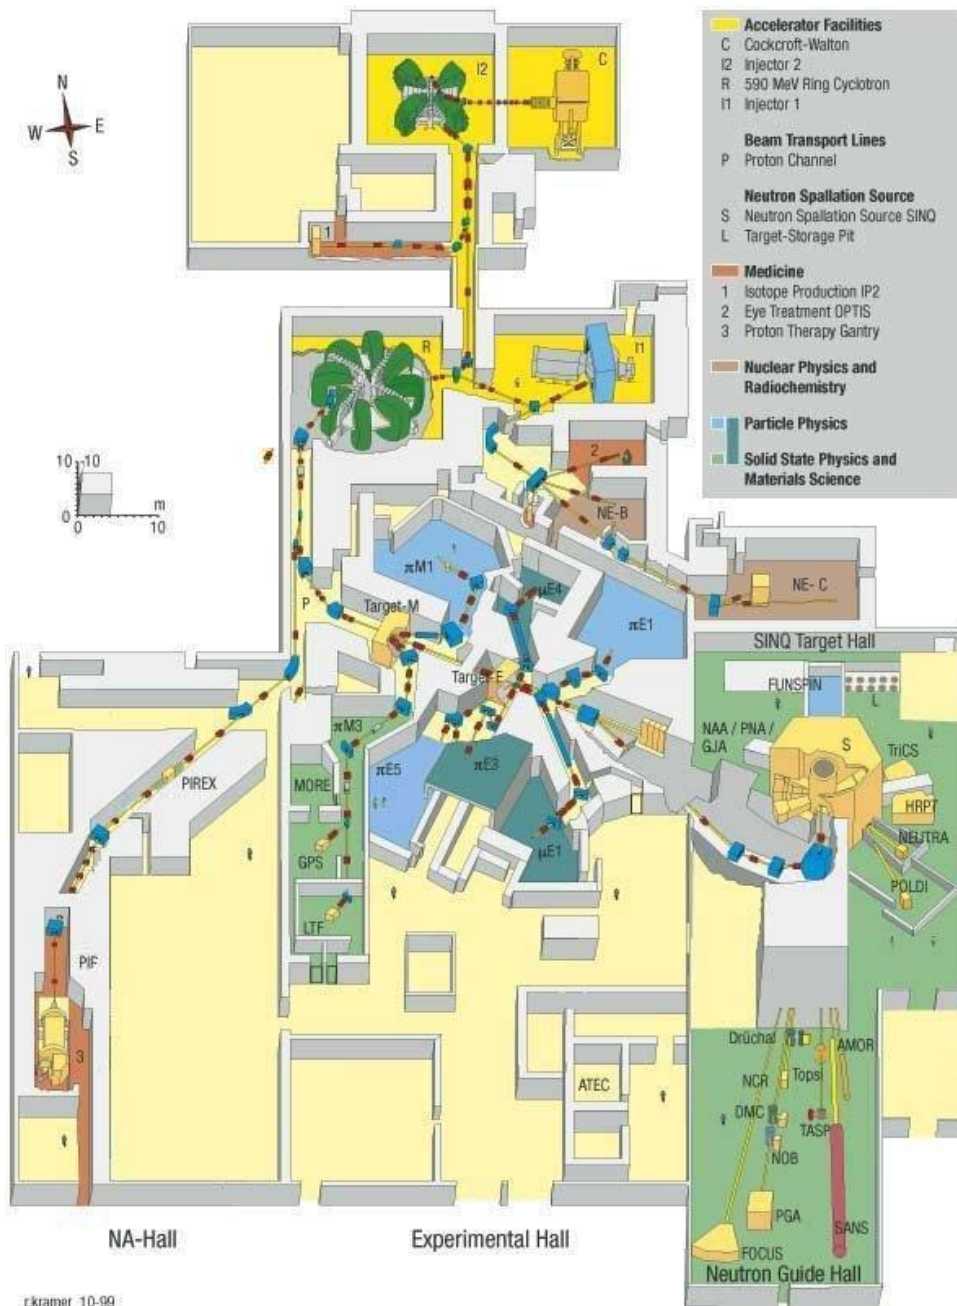 Accelerator Facilities
C Cockcroft-Walton
I2 Injector 2
R 590 MeV Ring Cyclotron
I1 Injector 1
Beam Transport Lines
P Proton Channel
Neutron Spallation Source
S Neutron Spallation Source SINQ
L Target-Storage Pit
Medicine
1 Isotope Production IP2
2 Eye Treatment OPTIS
3 Proton Therapy Gantry
Nuclear Physics and
Radiochemistry
Particle Physics
Solid State Physics and
Materials Science
N
W E
S
I2
C
1
R
I1
2
10 10
0
0 10
m
NE-B
πM1
µE4
NE- C
P
Target-M
πE1
SINQ Target Hall
Target-E
FUNSPIN
L
NAA / PNA /
GJA
S
TriCS
πM3
PIREX
MORE
πE5
πE3
HRPT
NEUTRA
µE1
GPS
POLDI
LTF
PIF
3
Drüchal
AMOR
NCR
Topsi
ATEC
DMC
TASP
NOB
PGA
SANS
FOCUS
NA-Hall
Experimental Hall
Neutron Guide Hall
r.kramer 10-99